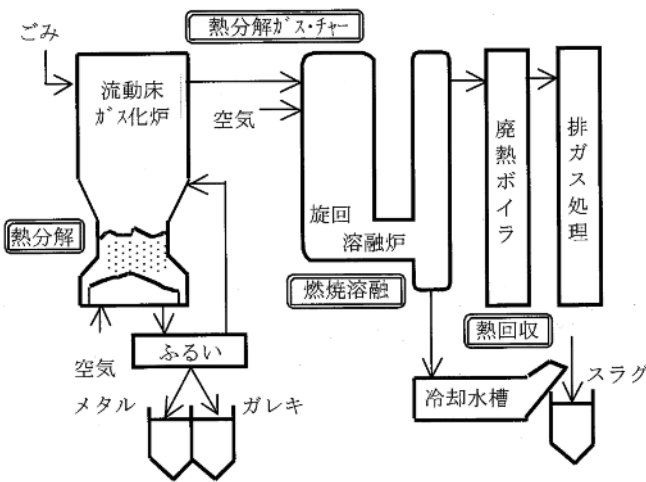 ごみ
熱分解ガス・チャー
流動床
ガス化炉
空気
廃熱ボイラ
排ガス処理
旋回
溶融炉
熱分解
燃焼溶融
熱回収
空気
ふるい
スラグ
メタル
ガレキ
冷却水槽